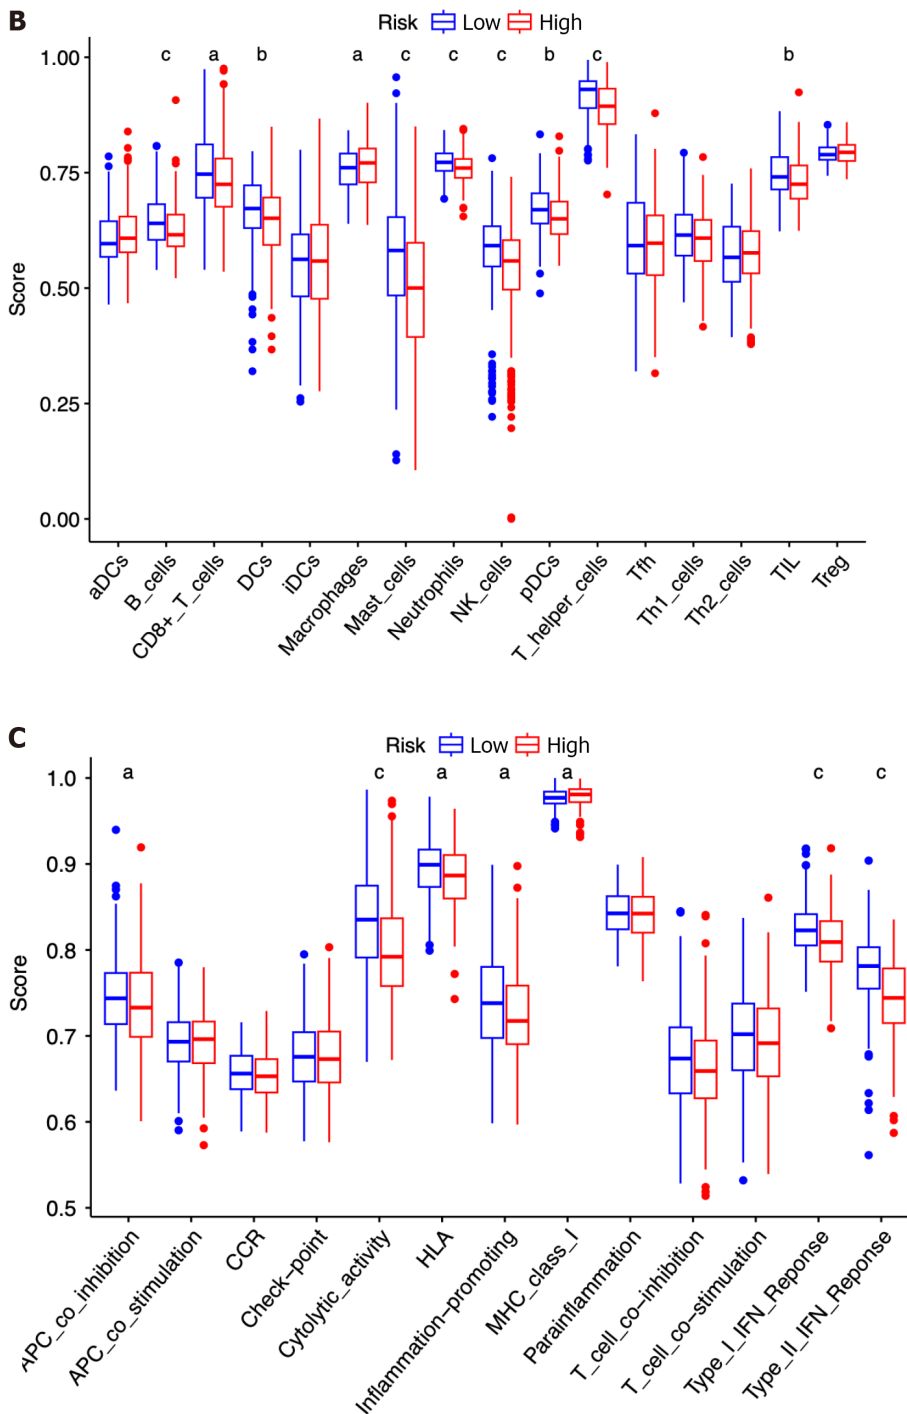 B
Risk Low High
1.00
0.75
0.50
0.25
0.00
Score
c a b a c c c b c b
aDCs
B_cells
CD8+_T_cells
DCs
iDCs
Macrophages
Mast_cells
Neutrophils
NK_cells
pDCs
T_helper_cells
Tfh
Th1_cells
Th2_cells
TIL
Treg
C
Risk Low High
1.0
0.9
0.8
0.7
0.6
0.5
Score
a c a a a c c
APC_co_inhibition
APC_co_stimulation
CCR
Check-point
Cytolytic_activity
HLA
Inflammation-promoting
MHC_class_I
Parainflammation
T_cell_co-inhibition
T_cell_co-stimulation
Type_I_IFN_Reponse
Type_II_IFN_Reponse